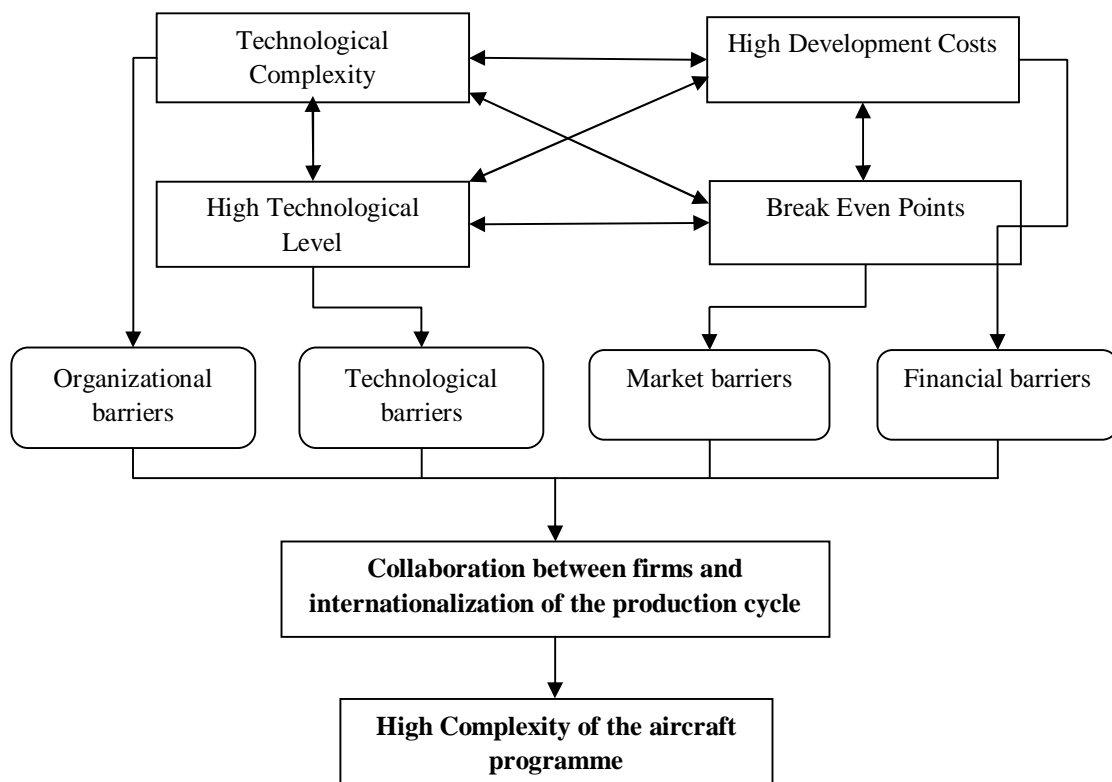 Technological
Complexity
High Development Costs
High Technological
Level
Break Even Points
Organizational
barriers
Technological
barriers
Market barriers
Financial barriers
Collaboration between firms and
internationalization of the production cycle
High Complexity of the aircraft
programme